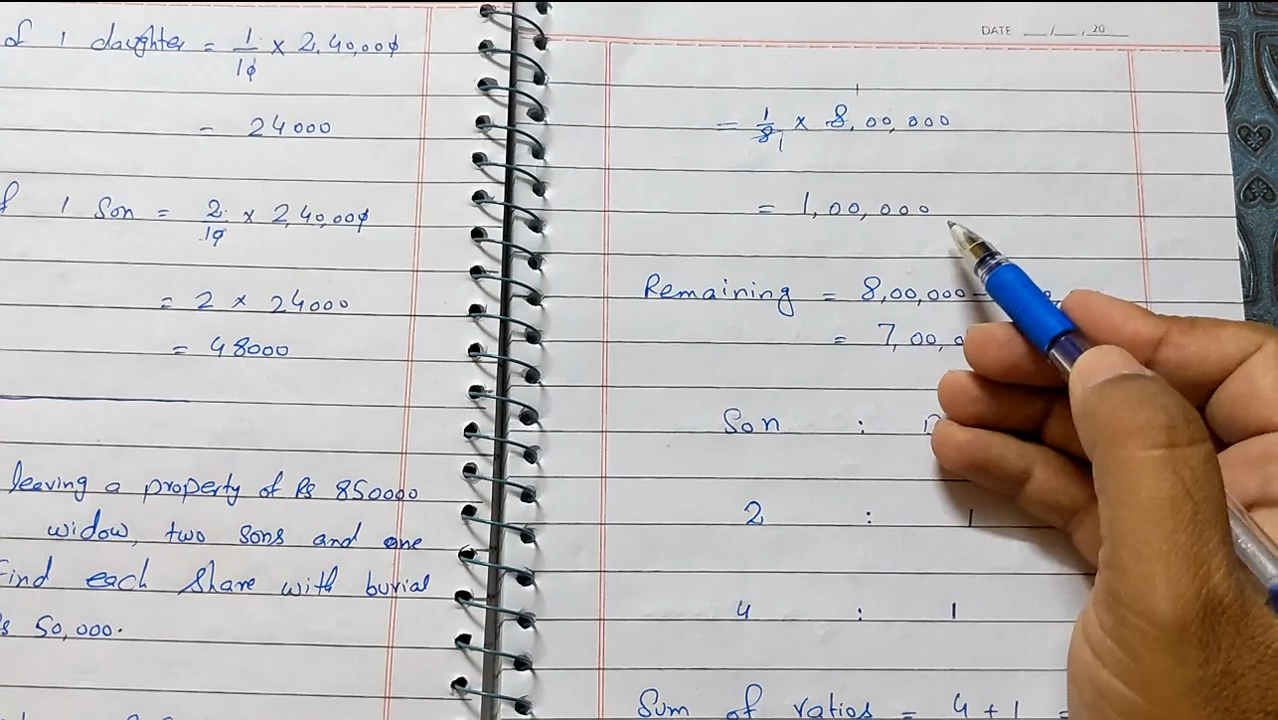 of 1 daughter = 1/10 × 2,40,000
= 24000
1 Son = 2/10 × 2,40,000
= 2 × 24000
= 48000
leaving a property of Rs 850000
widow, two sons and one
Find each share with burial
50,000.
DATE __/__, 20__
= 1/8 × 8,00,000
= 1,00,000
Remaining = 8,00,000
= 7,00,
Son :
2 : 1
4 : 1
Sum of ratios = 4 + 1 =